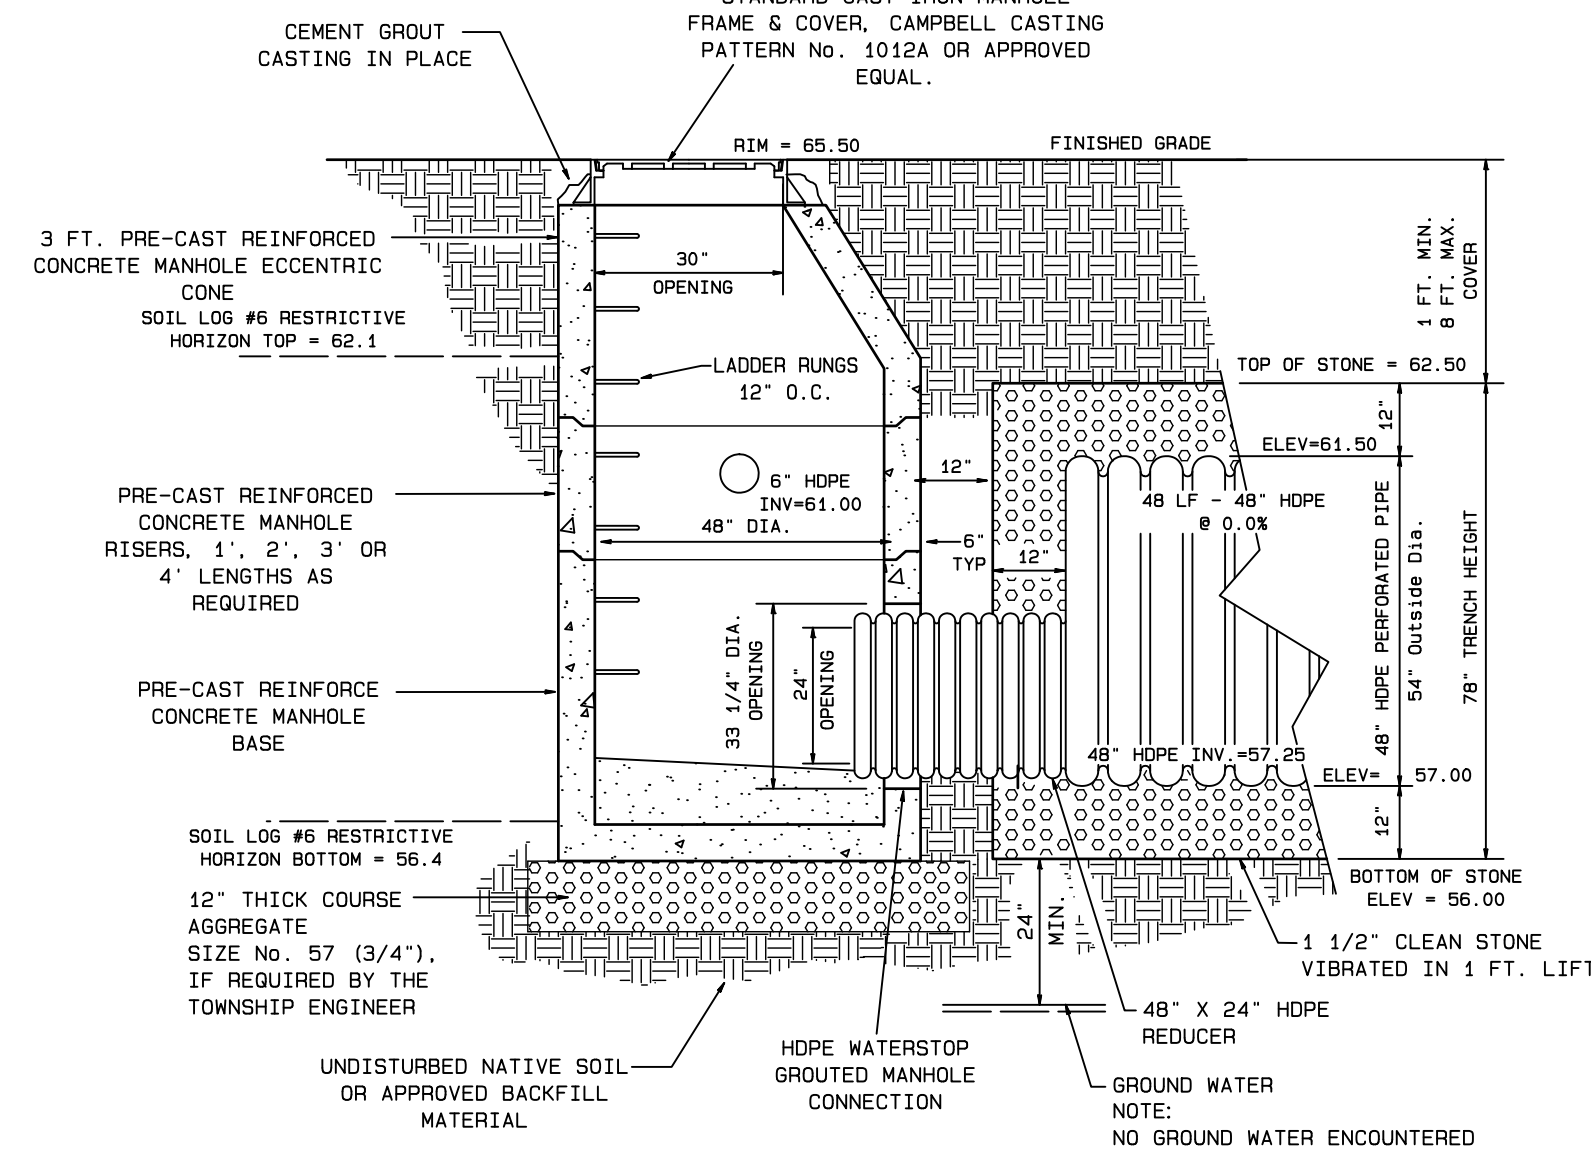 CEMENT GROUT
CASTING IN PLACE
STANDARD CAST IRON MANHOLE
FRAME & COVER, CAMPBELL CASTING
PATTERN No. 1012A OR APPROVED
EQUAL.
RIM = 65.50
FINISHED GRADE
3 FT. PRE-CAST REINFORCED
CONCRETE MANHOLE ECCENTRIC
CONE
SOIL LOG #6 RESTRICTIVE
HORIZON TOP = 62.1
30"
OPENING
1 FT. MIN.
8 FT. MAX.
COVER
LADDER RUNGS
12" O.C.
TOP OF STONE = 62.50
12"
ELEV=61.50
PRE-CAST REINFORCED
CONCRETE MANHOLE
RISERS, 1', 2', 3' OR
4' LENGTHS AS
REQUIRED
6" HDPE
INV=61.00
48" DIA.
12"
6"
TYP
12"
48 LF - 48" HDPE
@ 0.0%
48" HDPE PERFORATED PIPE
54" Outside Dia.
78" TRENCH HEIGHT
33 1/4" DIA.
OPENING
24"
OPENING
PRE-CAST REINFORCE
CONCRETE MANHOLE
BASE
48" HDPE INV.=57.25
ELEV= 57.00
12"
SOIL LOG #6 RESTRICTIVE
HORIZON BOTTOM = 56.4
BOTTOM OF STONE
ELEV = 56.00
12" THICK COURSE
AGGREGATE
SIZE No. 57 (3/4"),
IF REQUIRED BY THE
TOWNSHIP ENGINEER
24"
MIN.
1 1/2" CLEAN STONE
VIBRATED IN 1 FT. LIFT
48" X 24" HDPE
REDUCER
UNDISTURBED NATIVE SOIL
OR APPROVED BACKFILL
MATERIAL
HDPE WATERSTOP
GROUTED MANHOLE
CONNECTION
GROUND WATER
NOTE:
NO GROUND WATER ENCOUNTERED